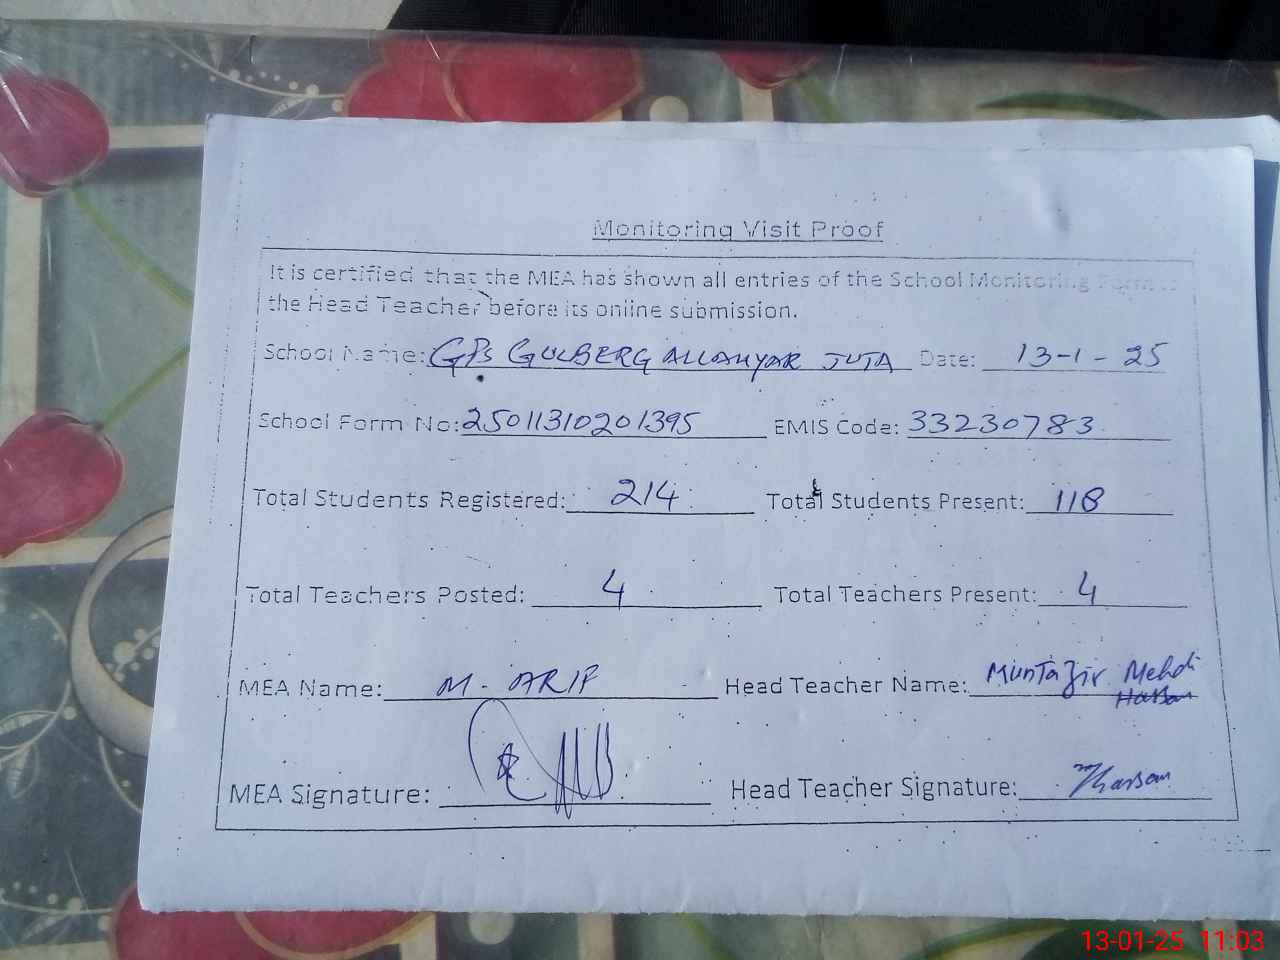 Monitoring Visit Proof
It is certified that the MEA has shown all entries of the School Monitoring Form to
the Head Teacher before its online submission.
School Name: GPS GULBERG ALLAHYAR JUTA Date: 13-1-25
School Form No: 25011310201395 EMIS Code: 33230783
Total Students Registered: 214 Total Students Present: 118
Total Teachers Posted: 4 Total Teachers Present: 4
MEA Name: M. ARIF Head Teacher Name: Muntazir Mehdi
Hassan
MEA Signature: Head Teacher Signature: Hassan
13-01-25 11:03